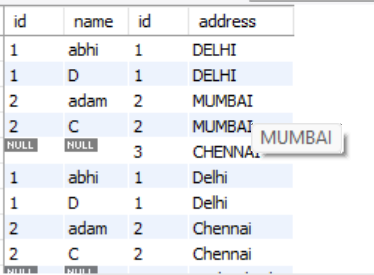 id name id address
1 abhi 1 DELHI
1 D 1 DELHI
2 adam 2 MUMBAI
2 C 2 MUMBAI MUMBAI
NULL NULL 3 CHENNAI
1 abhi 1 Delhi
1 D 1 Delhi
2 adam 2 Chennai
2 C 2 Chennai
NULL NULL